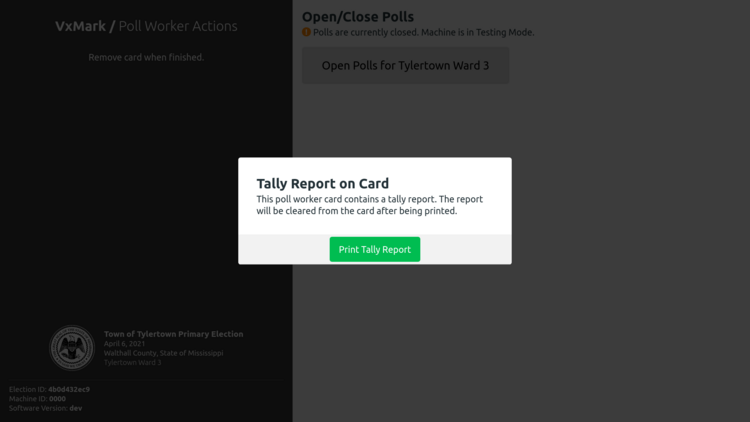 VxMark / Poll Worker Actions
Remove card when finished.
Open/Close Polls
Polls are currently closed. Machine is in Testing Mode.
Open Polls for Tylertown Ward 3
Tally Report on Card
This poll worker card contains a tally report. The report
will be cleared from the card after being printed.
Print Tally Report
Town of Tylertown Primary Election
April 6, 2021
Walthall County, State of Mississippi
Tylertown Ward 3
Election ID: 4b0d432ec9
Machine ID: 0000
Software Version: dev